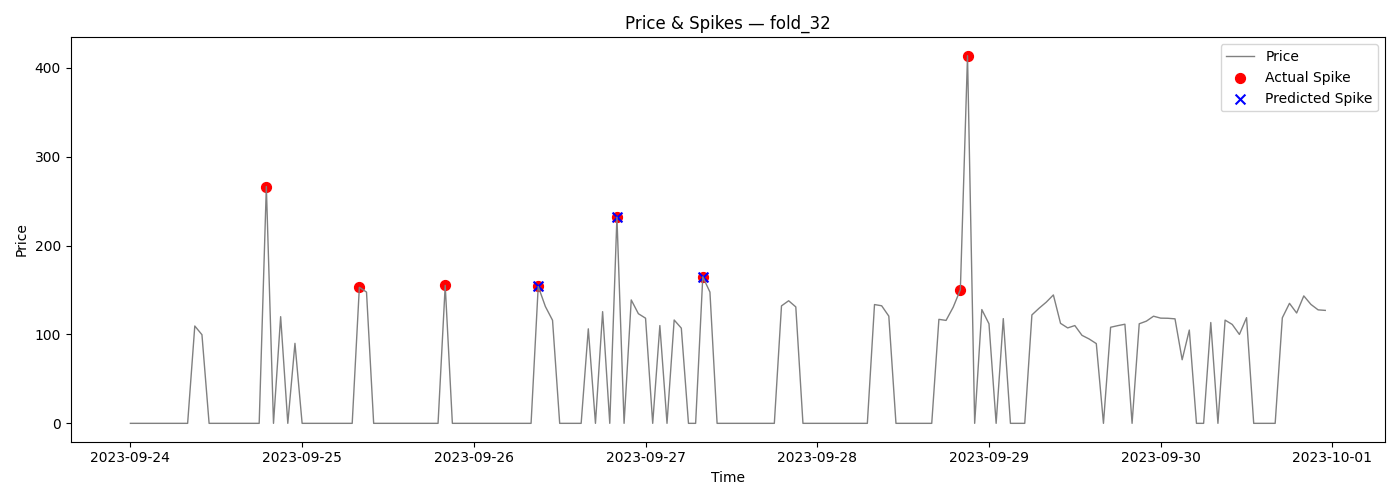 Price & Spikes — fold_32
Price
Actual Spike
Predicted Spike
400
300
200
100
0
Price
2023-09-24
2023-09-25
2023-09-26
2023-09-27
2023-09-28
2023-09-29
2023-09-30
2023-10-01
Time